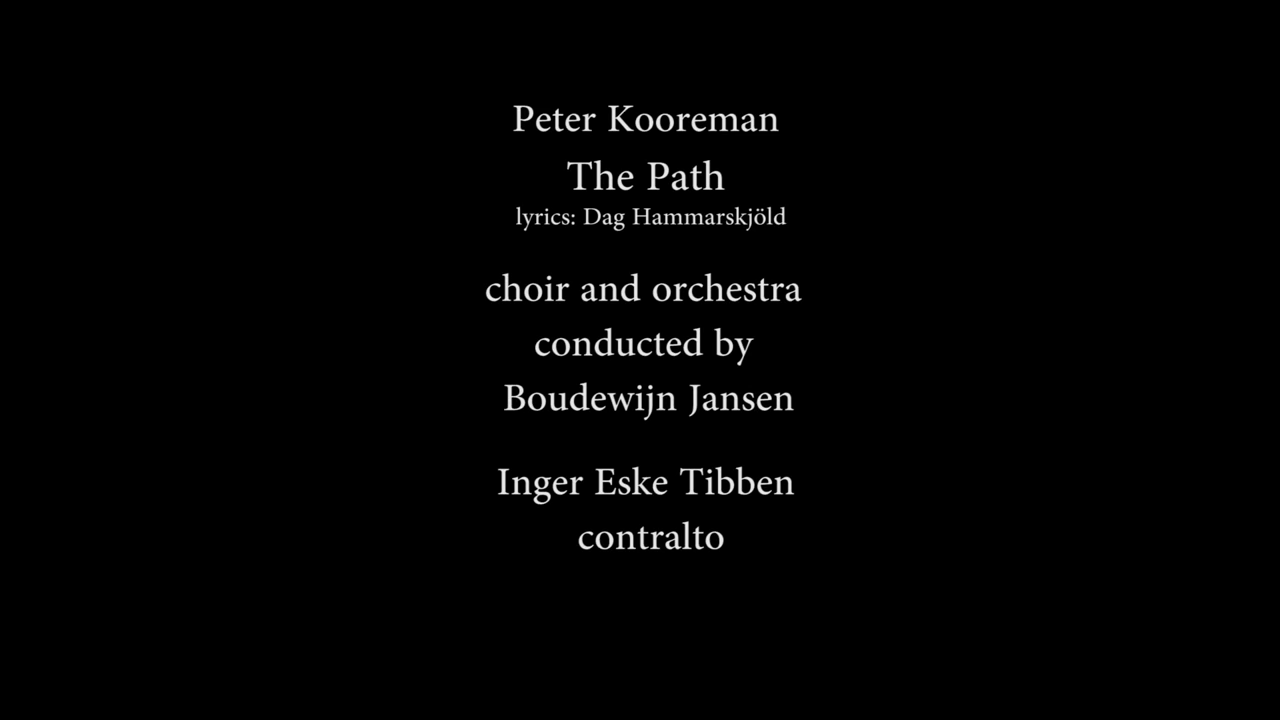 Peter Kooreman
The Path
lyrics: Dag Hammarskjöld
choir and orchestra
conducted by
Boudewijn Jansen
Inger Eske Tibben
contralto